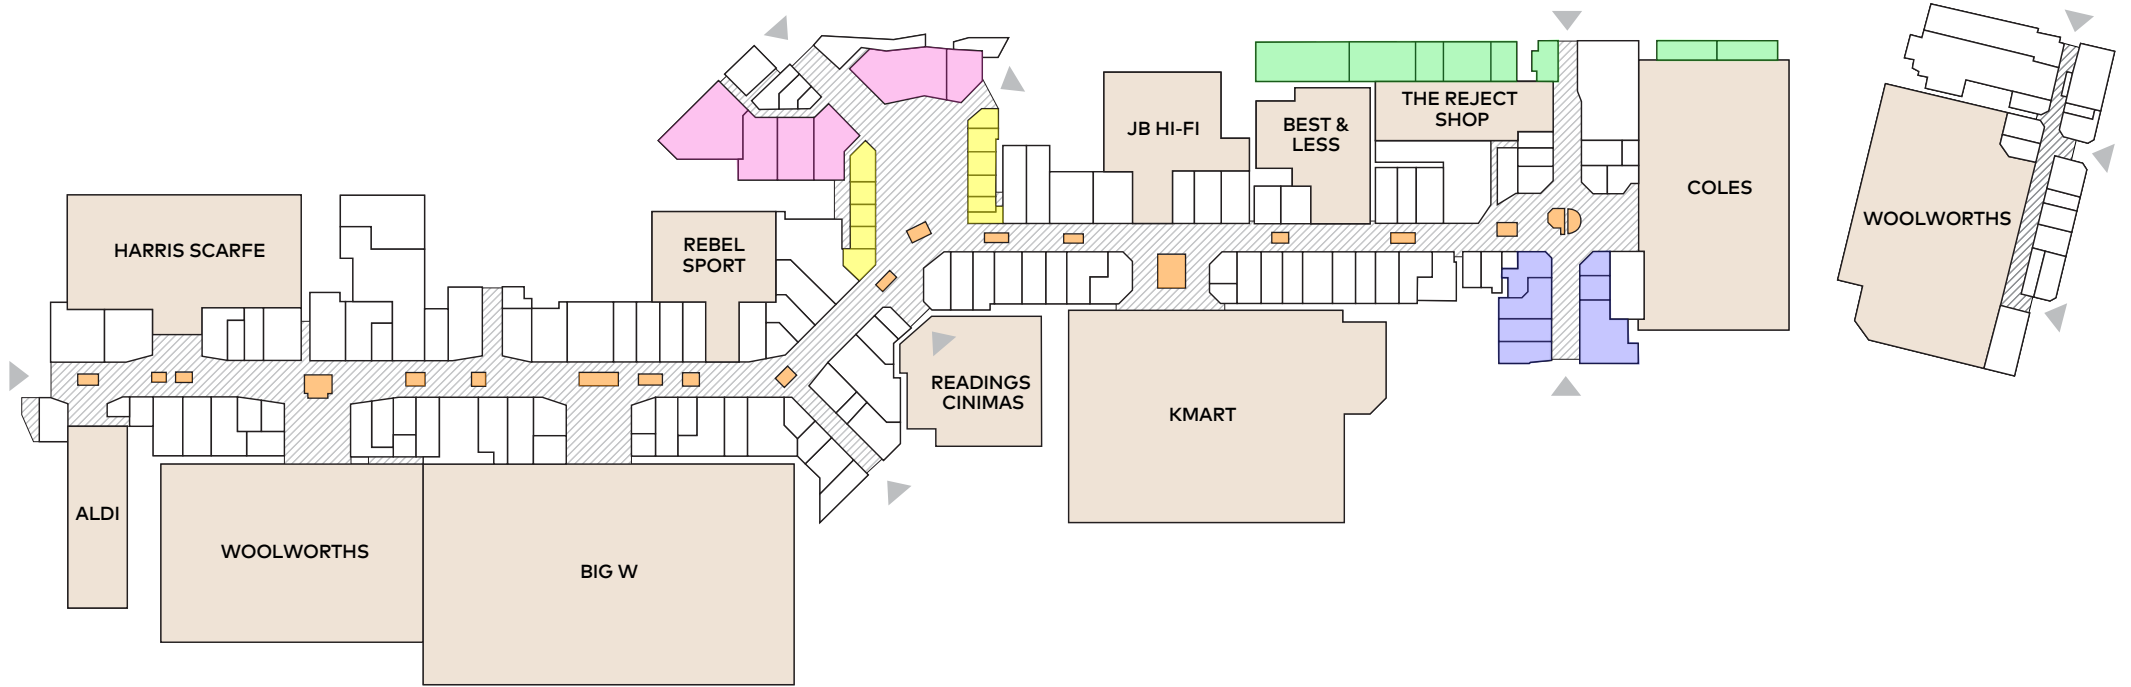 HARRIS SCARFE
REBEL
SPORT
JB HI-FI
BEST &
LESS
THE REJECT
SHOP
COLES
WOOLWORTHS
READINGS
CINIMAS
KMART
ALDI
WOOLWORTHS
BIG W